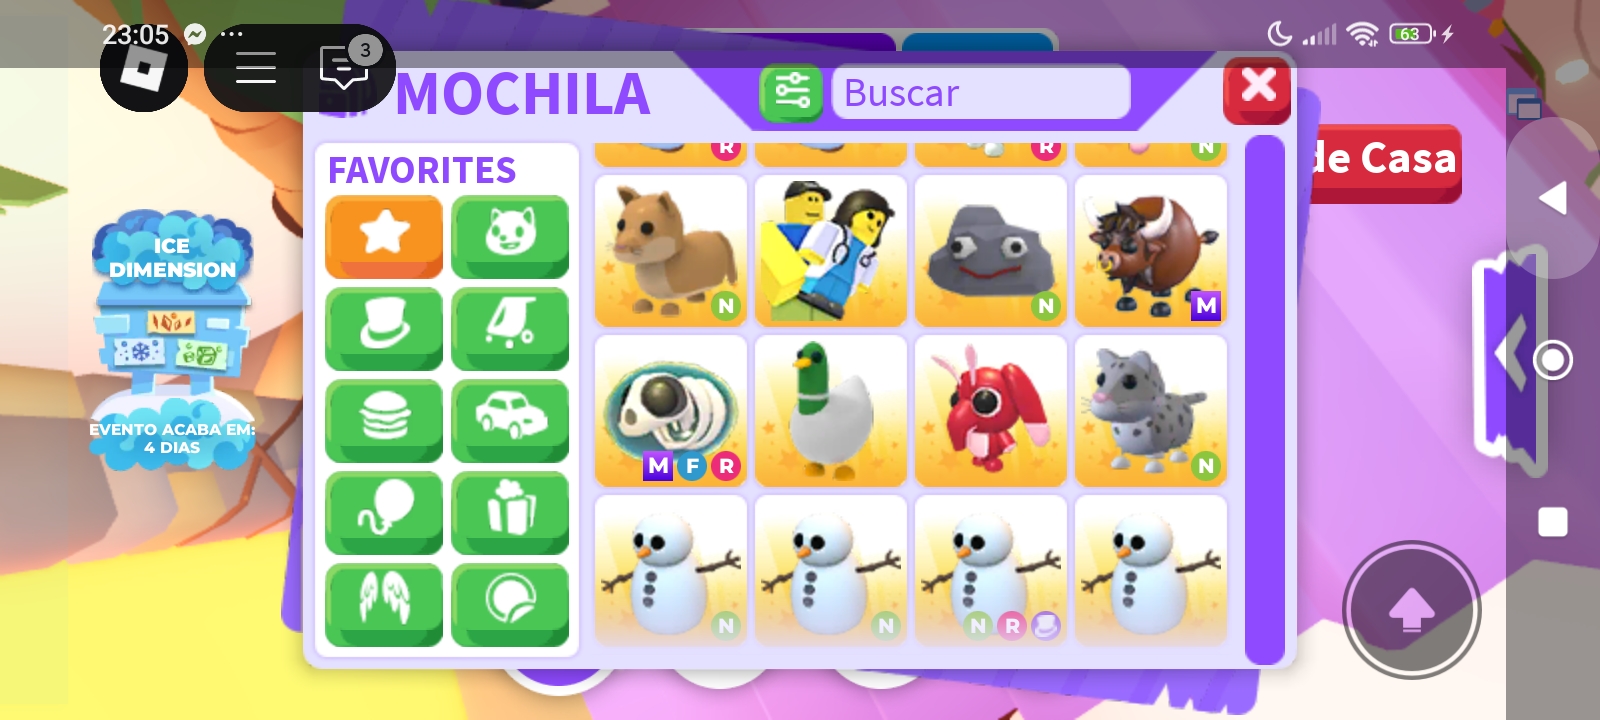 23:05
3
MOCHILA
Buscar
FAVORITES
R
R
N
de Casa
ICE
DIMENSION
N
N
M
EVENTO ACABA EM:
4 DIAS
M F R
N
N
N
N R
63